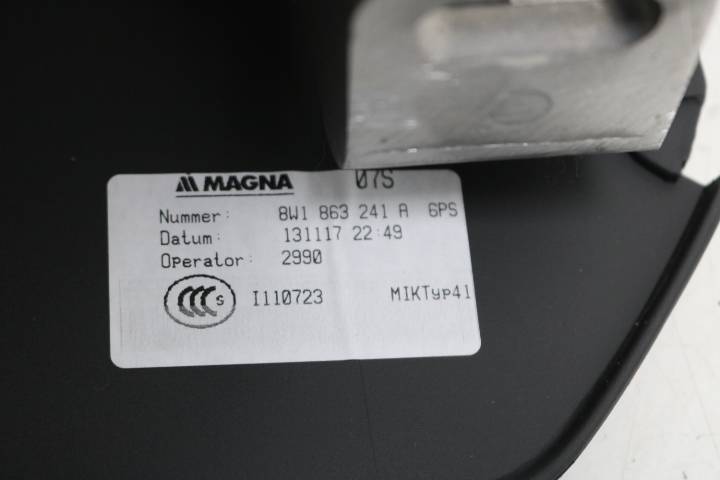 MAGNA 07S
Nummer: 8W1 863 241 A 6PS
Datum: 131117 22:49
Operator: 2990
CCC S I110723 MIKTyp41